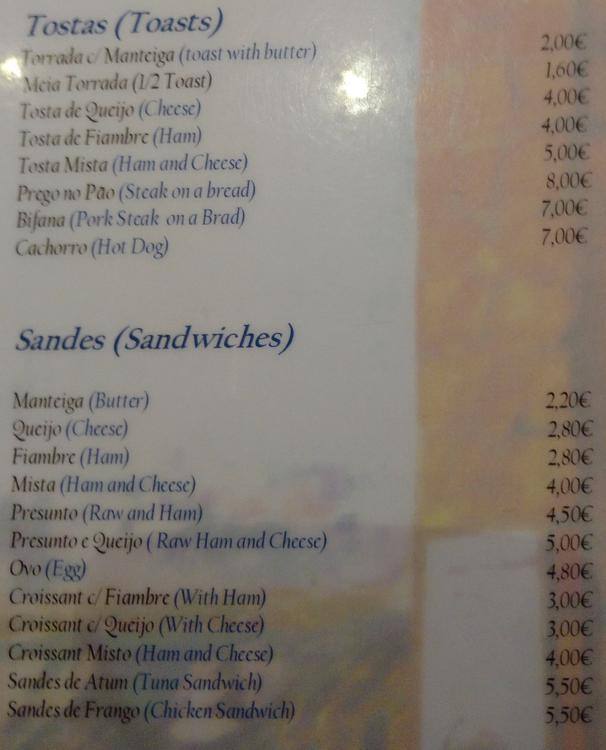 Tostas (Toasts)
Torrada c/ Manteiga (toast with butter) 2,00€
Meia Torrada (1/2 Toast) 1,60€
Tosta de Queijo (Cheese) 4,00€
Tosta de Fiambre (Ham) 4,00€
Tosta Mista (Ham and Cheese) 5,00€
Prego no Pão (Steak on a bread) 8,00€
Bifana (Pork Steak on a Brad) 7,00€
Cachorro (Hot Dog) 7,00€
Sandes (Sandwiches)
Manteiga (Butter) 2,20€
Queijo (Cheese) 2,80€
Fiambre (Ham) 2,80€
Mista (Ham and Cheese) 4,00€
Presunto (Raw and Ham) 4,50€
Presunto e Queijo ( Raw Ham and Cheese) 5,00€
Ovo (Egg) 4,80€
Croissant c/ Fiambre (With Ham) 3,00€
Croissant c/ Queijo (With Cheese) 3,00€
Croissant Misto (Ham and Cheese) 4,00€
Sandes de Atum (Tuna Sandwich) 5,50€
Sandes de Frango (Chicken Sandwich) 5,50€